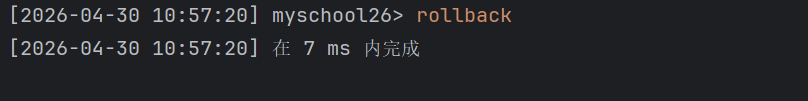 [2026-04-30 10:57:20] myschool26> rollback
[2026-04-30 10:57:20] 在 7 ms 内完成